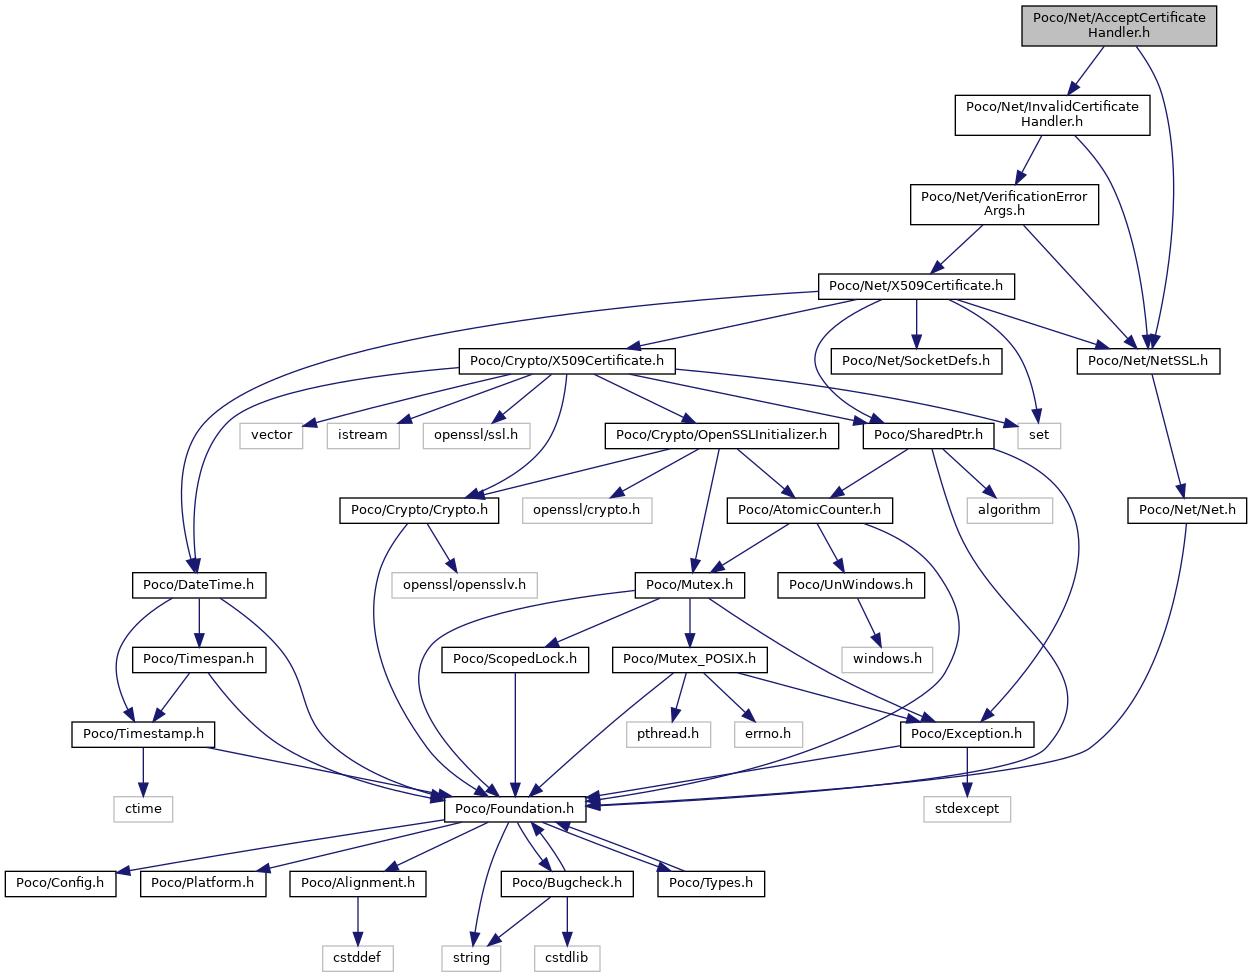 Poco/Net/AcceptCertificate
Handler.h
Poco/Net/InvalidCertificate
Handler.h
Poco/Net/VerificationError
Args.h
Poco/Net/X509Certificate.h
Poco/Crypto/X509Certificate.h
Poco/Net/SocketDefs.h
Poco/Net/NetSSL.h
vector
istream
openssl/ssl.h
Poco/Crypto/OpenSSLInitializer.h
Poco/SharedPtr.h
set
Poco/Crypto/Crypto.h
openssl/crypto.h
Poco/AtomicCounter.h
algorithm
Poco/Net/Net.h
Poco/DateTime.h
openssl/opensslv.h
Poco/Mutex.h
Poco/UnWindows.h
Poco/Timespan.h
Poco/ScopedLock.h
Poco/Mutex_POSIX.h
windows.h
Poco/Timestamp.h
pthread.h
errno.h
Poco/Exception.h
ctime
Poco/Foundation.h
stdexcept
Poco/Config.h
Poco/Platform.h
Poco/Alignment.h
Poco/Bugcheck.h
Poco/Types.h
cstddef
string
cstdlib